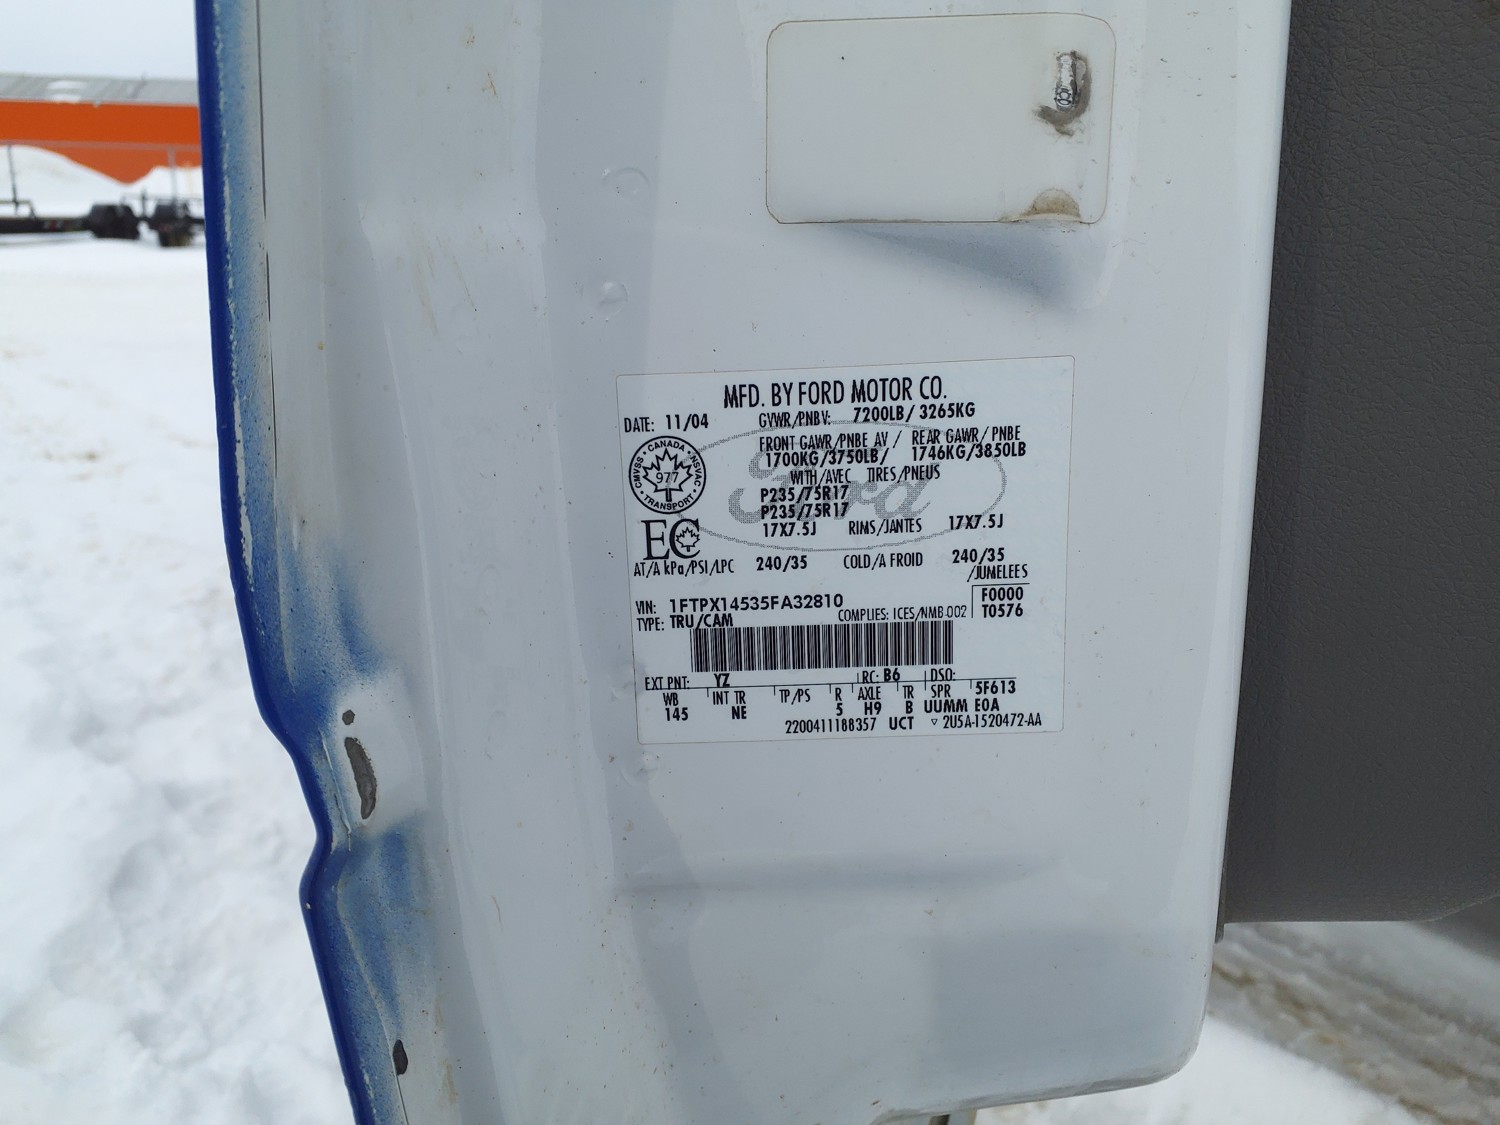 MFD. BY FORD MOTOR CO.
DATE: 11/04 GVWR/PNBV: 7200LB/3265KG
FRONT GAWR/PNBE AV/ REAR GAWR/PNBE
1700KG/3750LB/ 1746KG/3850LB
WITH/AVEC TIRES/PNEUS
P235/75R17
P235/75R17
17X7.5J RIMS/JANTES 17X7.5J
CMVSS • CANADA • NSVAC • TRANSPORT •
977
Ford
EC
AT/A kPa/PSI/LPC 240/35 COLD/A FROID 240/35
/JUMELEES
VIN: 1FTPX14535FA32810 F0000
TYPE: TRU/CAM COMPLIES: ICES/NMB-002 T0576
EXT PNT: YZ RC: B6 DSO:
WB INT TR TP/PS R AXLE TR SPR 5F613
145 NE 5 H9 B UUMM E0A
2200411188357 UCT ▽ 2U5A-1520472-AA